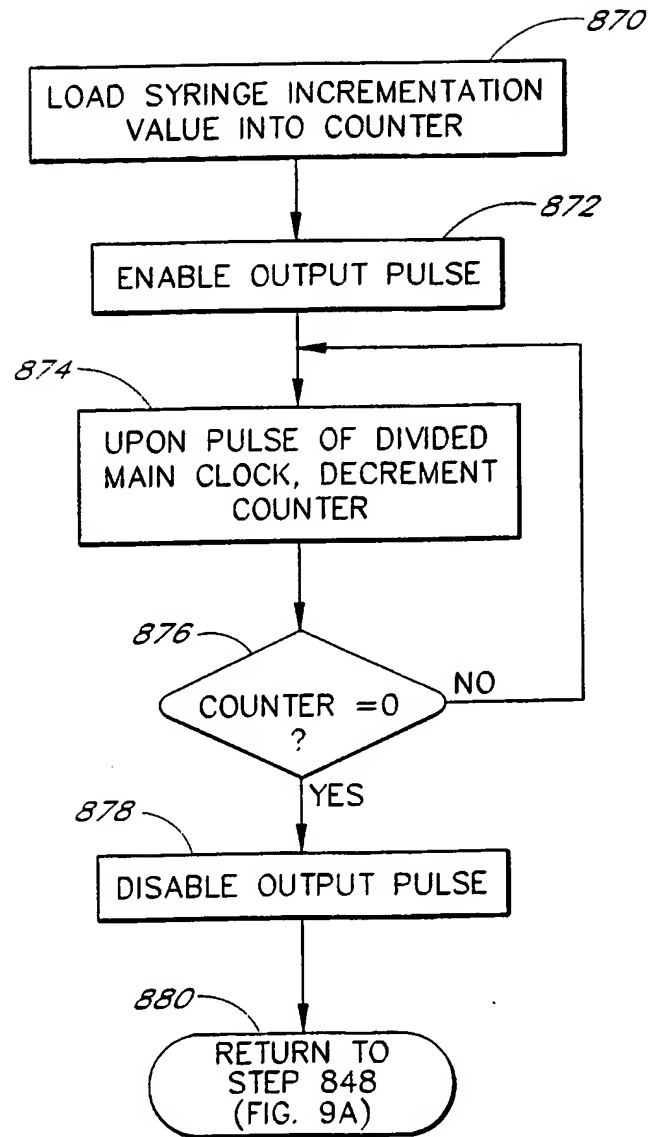 870
LOAD SYRINGE INCREMENTATION
VALUE INTO COUNTER
872
ENABLE OUTPUT PULSE
874
UPON PULSE OF DIVIDED
MAIN CLOCK, DECREMENT
COUNTER
876
COUNTER =0
?
NO
YES
878
DISABLE OUTPUT PULSE
880
RETURN TO
STEP 848
(FIG. 9A)